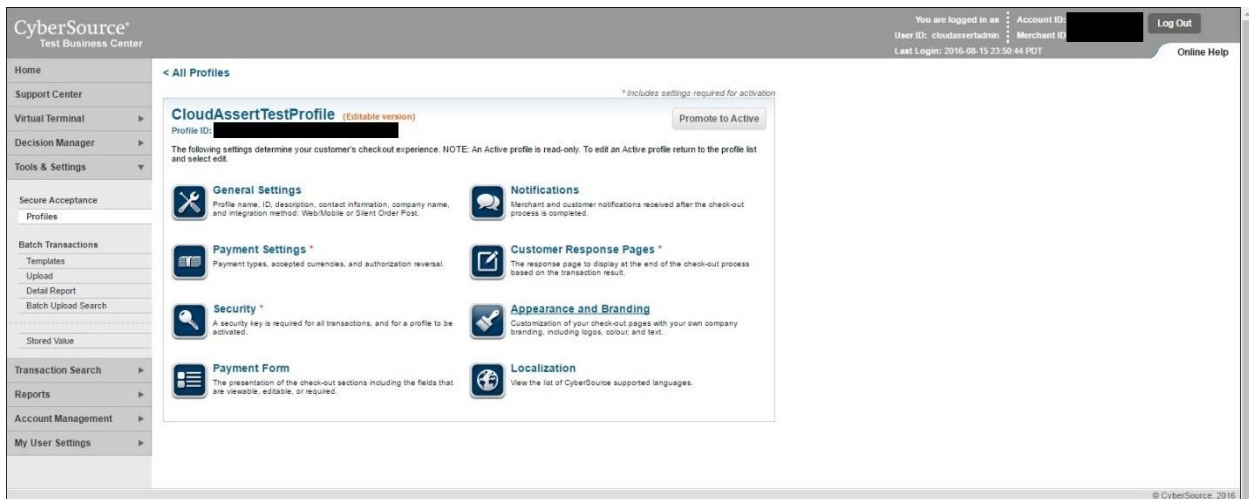 CyberSource*
Test Business Center
You are logged in as
User ID: cloudassertadmin
Account ID:
Merchant ID
Last Login: 2016-08-15 23:50:44 PDT
Log Out
Online Help
Home
Support Center
Virtual Terminal
Decision Manager
Tools & Settings
Secure Acceptance
Profiles
Batch Transactions
Templates
Upload
Detail Report
Batch Upload Search
Stored Value
Transaction Search
Reports
Account Management
My User Settings
< All Profiles
* Includes settings required for activation
CloudAssertTestProfile (Editable version)
Promote to Active
Profile ID:
The following settings determine your customer's checkout experience. NOTE: An Active profile is read-only. To edit an Active profile return to the profile list
and select edit.
General Settings
Profile name, ID, description, contact information, company name,
and integration method: Web/Mobile or Silent Order Post.
Notifications
Merchant and customer notifications received after the check-out
process is completed.
Payment Settings *
Payment types, accepted currencies, and authorization reversal.
Customer Response Pages *
The response page to display at the end of the check-out process
based on the transaction result.
Security *
A security key is required for all transactions, and for a profile to be
activated.
Appearance and Branding
Customization of your check-out pages with your own company
branding, including logos, colour, and text.
Payment Form
The presentation of the check-out sections including the fields that
are viewable, editable, or required.
Localization
View the list of CyberSource supported languages.
© CyberSource, 2016